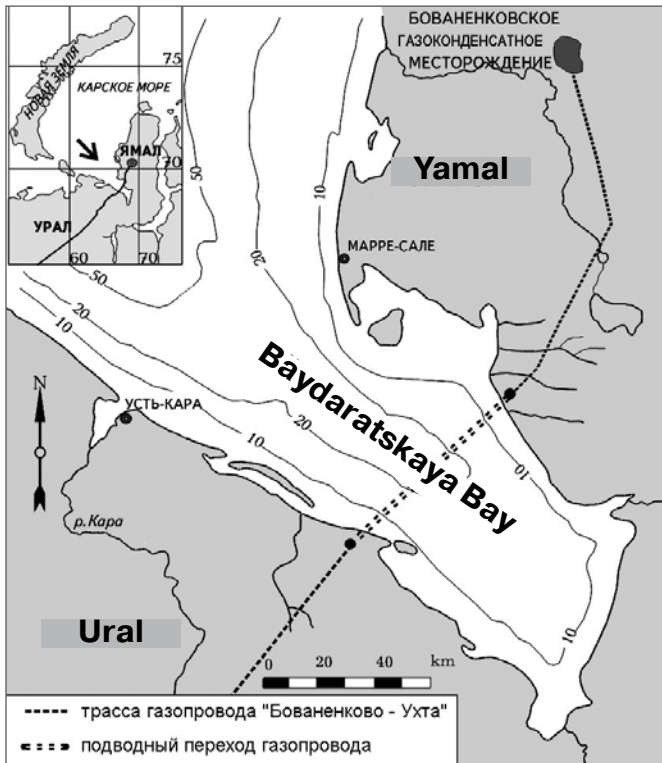 БОВАНЕНКОВСКОЕ
ГАЗОКОНДЕНСАТНОЕ
МЕСТОРОЖДЕНИЕ
75
НОВАЯ ЗЕМЛЯ
КАРСКОЕ МОРЕ
ЯМАЛ
70
УРАЛ
60
70
50
10
Yamal
МАРРЕ-САЛЕ
20
50
20
10
Baydaratskaya Bay
N
УСТЬ-КАРА
20
10
10
р.Кара
Ural
10
0 20 40 km
трасса газопровода "Бованенково - Ухта"
подводный переход газопровода